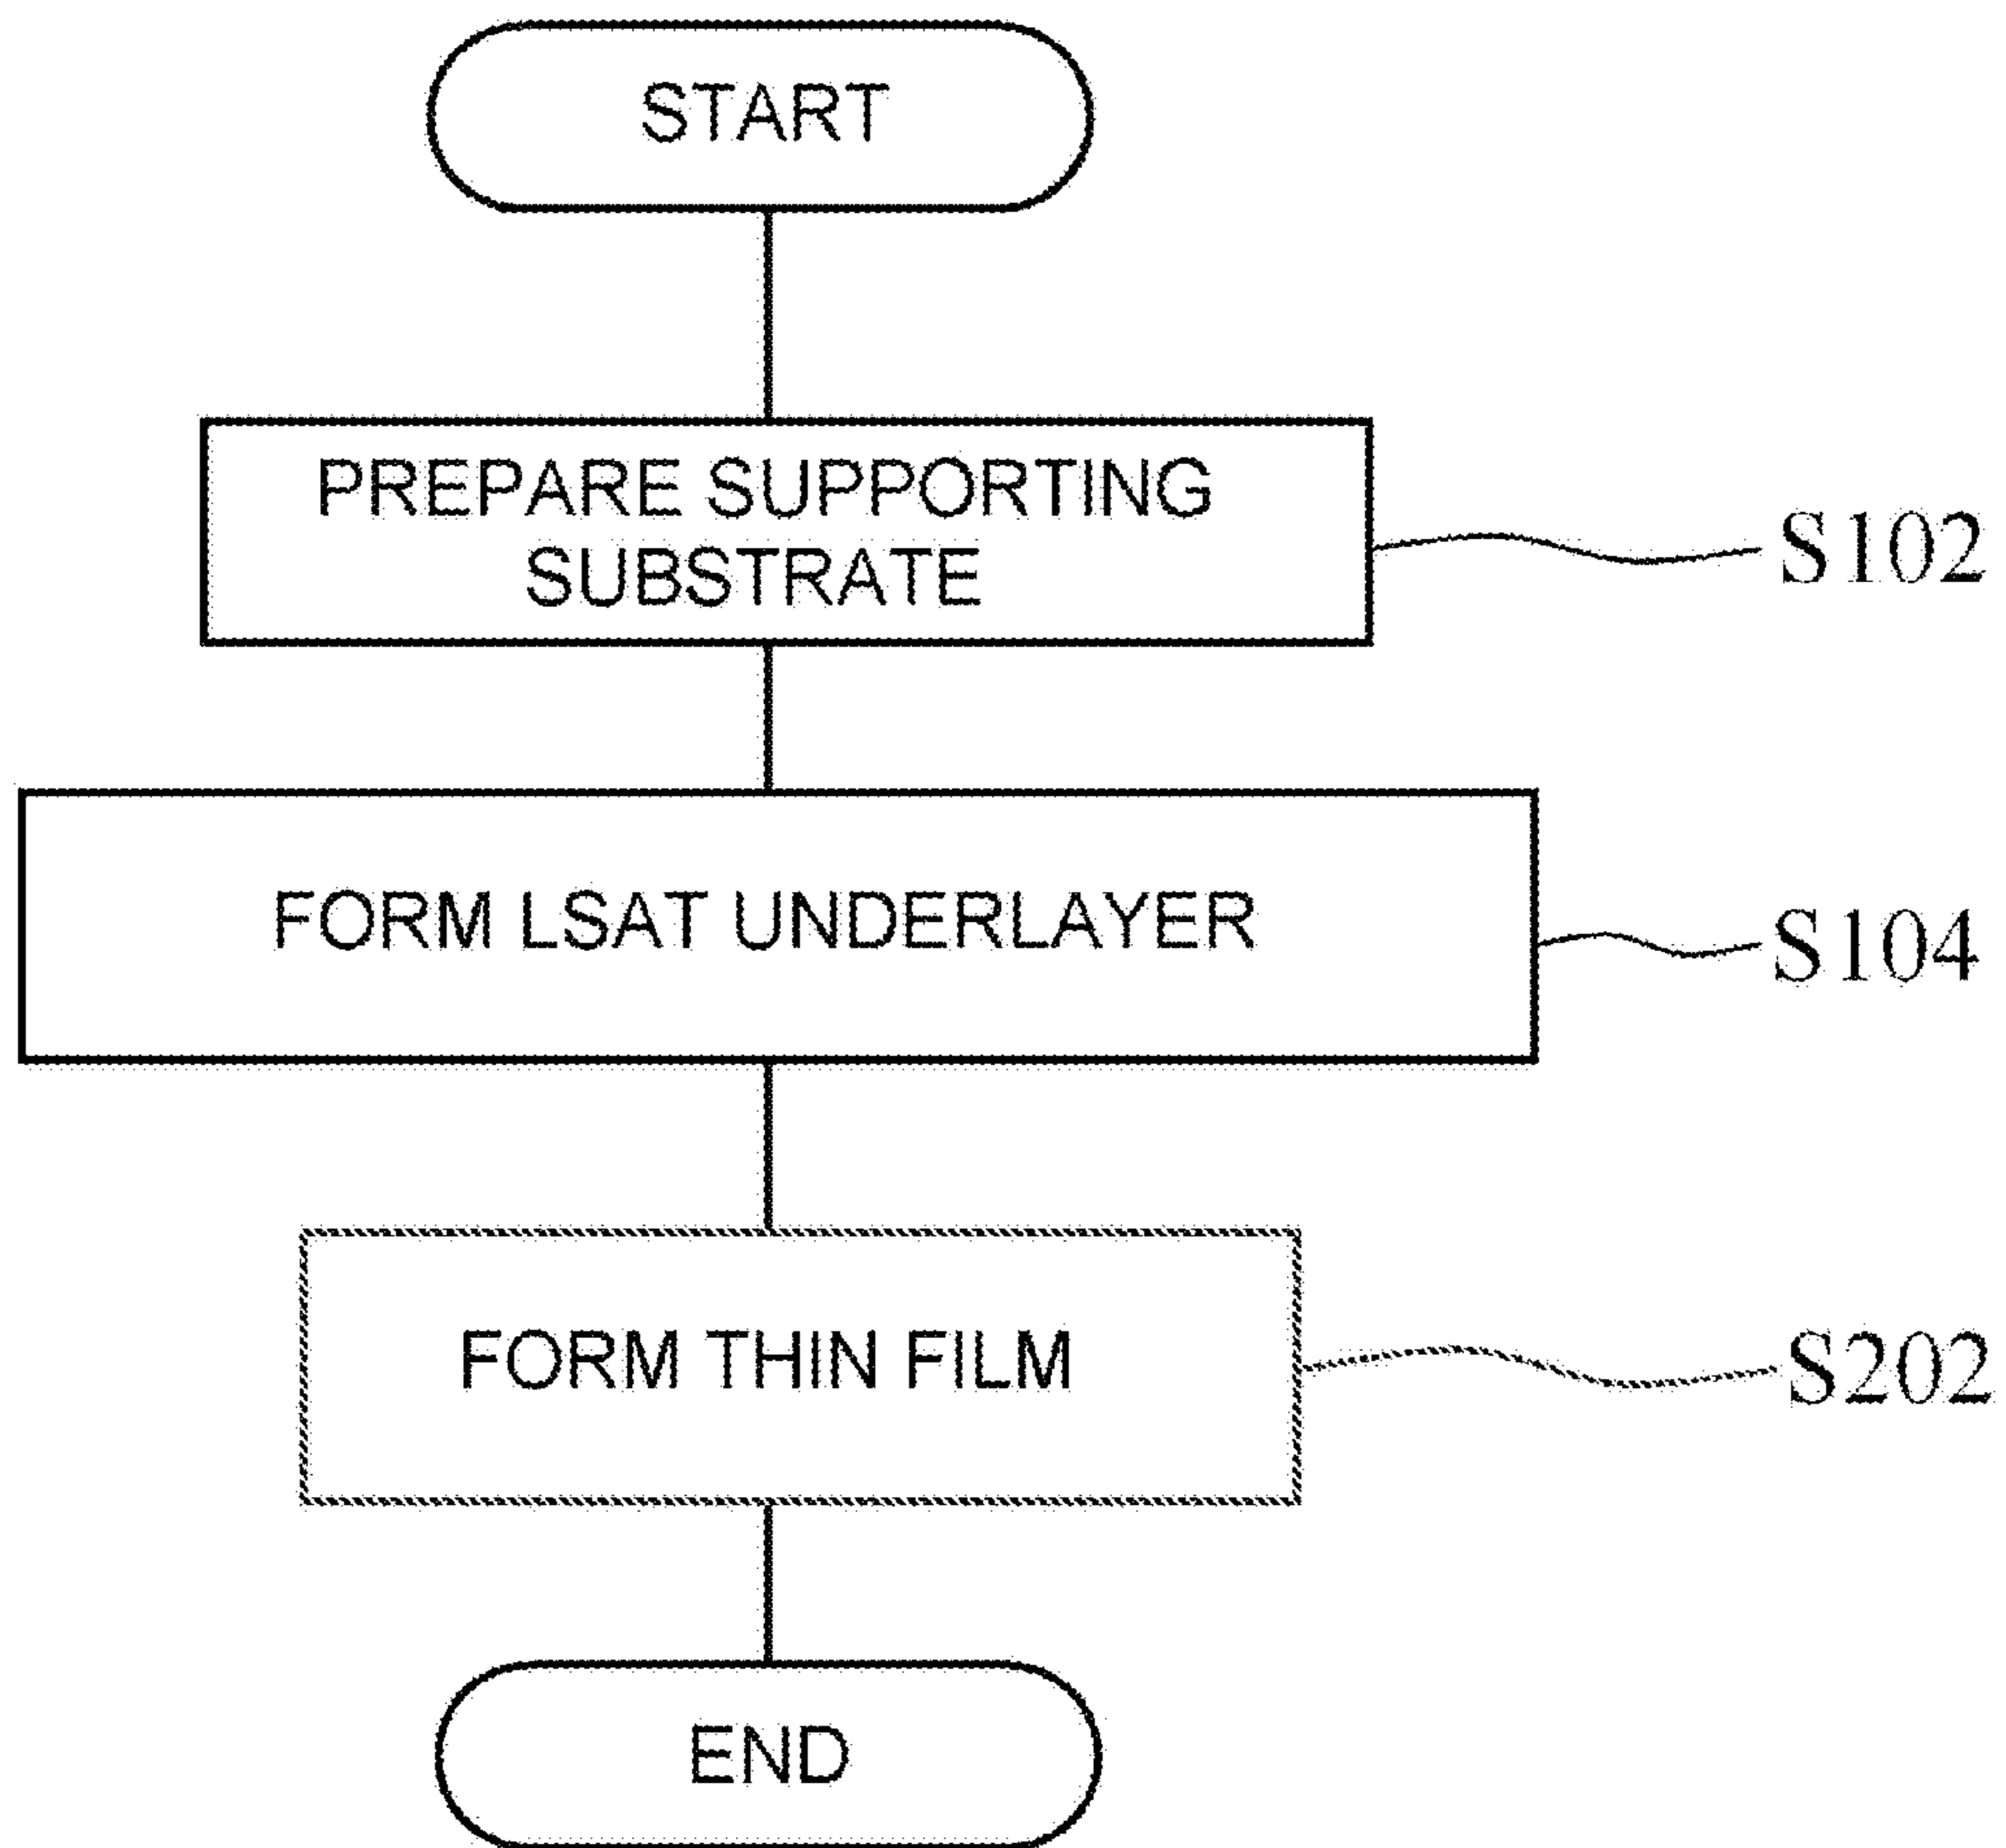 START
PREPARE SUPPORTING
SUBSTRATE
S102
FORM LSAT UNDERLAYER
S104
FORM THIN FILM
S202
END